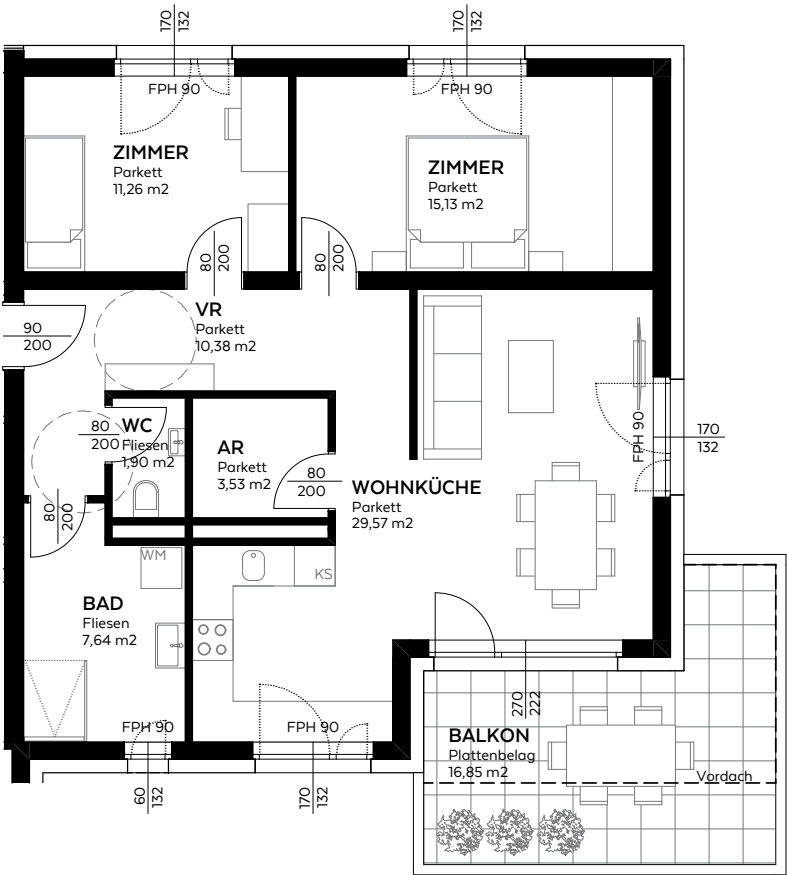 170
132
170
132
FPH 90
FPH 90
ZIMMER
Parkett
11,26 m2
ZIMMER
Parkett
15,13 m2
80
200
80
200
VR
Parkett
10,38 m2
90
200
80
200
WC
Fliesen
1,90 m2
AR
Parkett
3,53 m2
80
200
WOHNKÜCHE
Parkett
29,57 m2
FPH 90
170
132
80
200
WM
KS
BAD
Fliesen
7,64 m2
FPH 90
FPH 90
270
222
BALKON
Plattenbelag
16,85 m2
Vordach
60
132
170
132